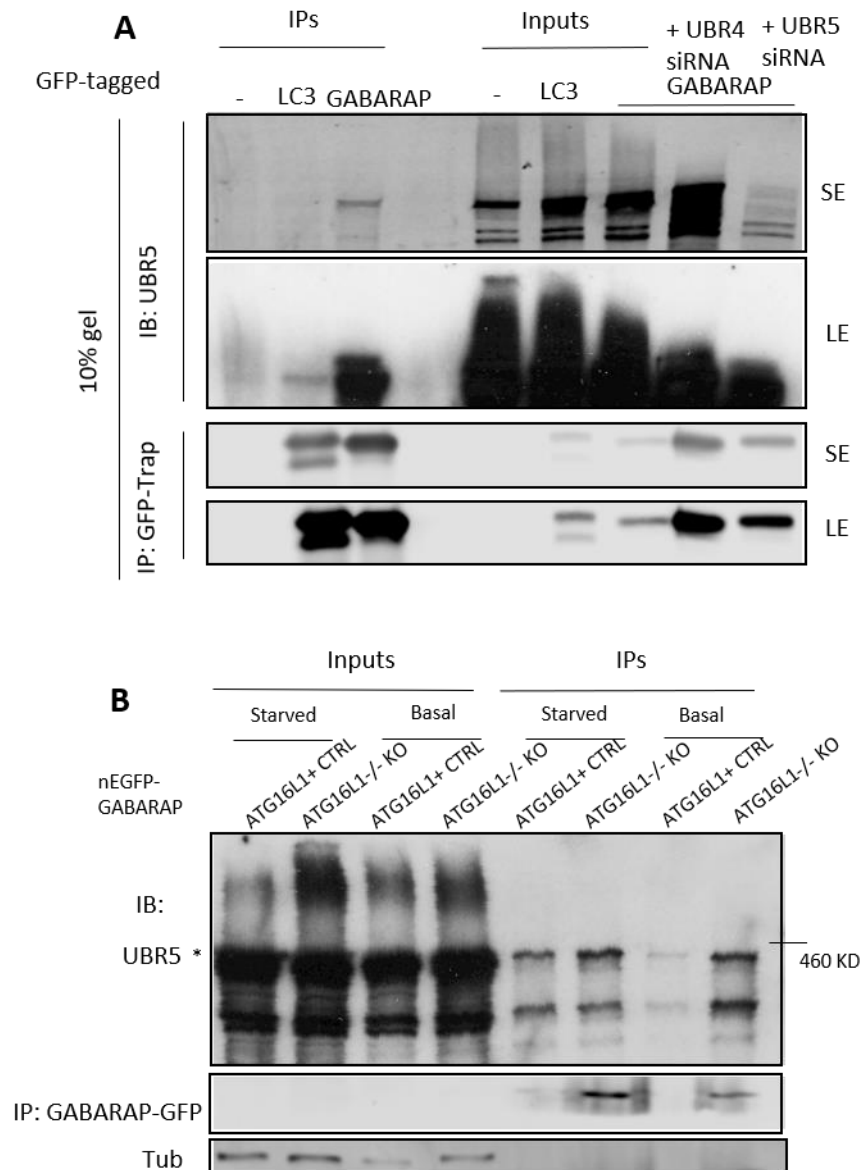 A
IPs
Inputs
+ UBR4
siRNA
+ UBR5
siRNA
GFP-tagged
-
LC3
GABARAP
-
LC3
GABARAP
10% gel
IB: UBR5
SE
LE
IP: GFP-Trap
SE
LE
B
Inputs
IPs
Starved
Basal
Starved
Basal
nEGFP-
GABARAP
ATG16L1+ CTRL
ATG16L1-/- KO
ATG16L1+ CTRL
ATG16L1-/- KO
ATG16L1+ CTRL
ATG16L1-/- KO
ATG16L1+ CTRL
ATG16L1-/- KO
IB:
UBR5 *
460 KD
IP: GABARAP-GFP
Tub